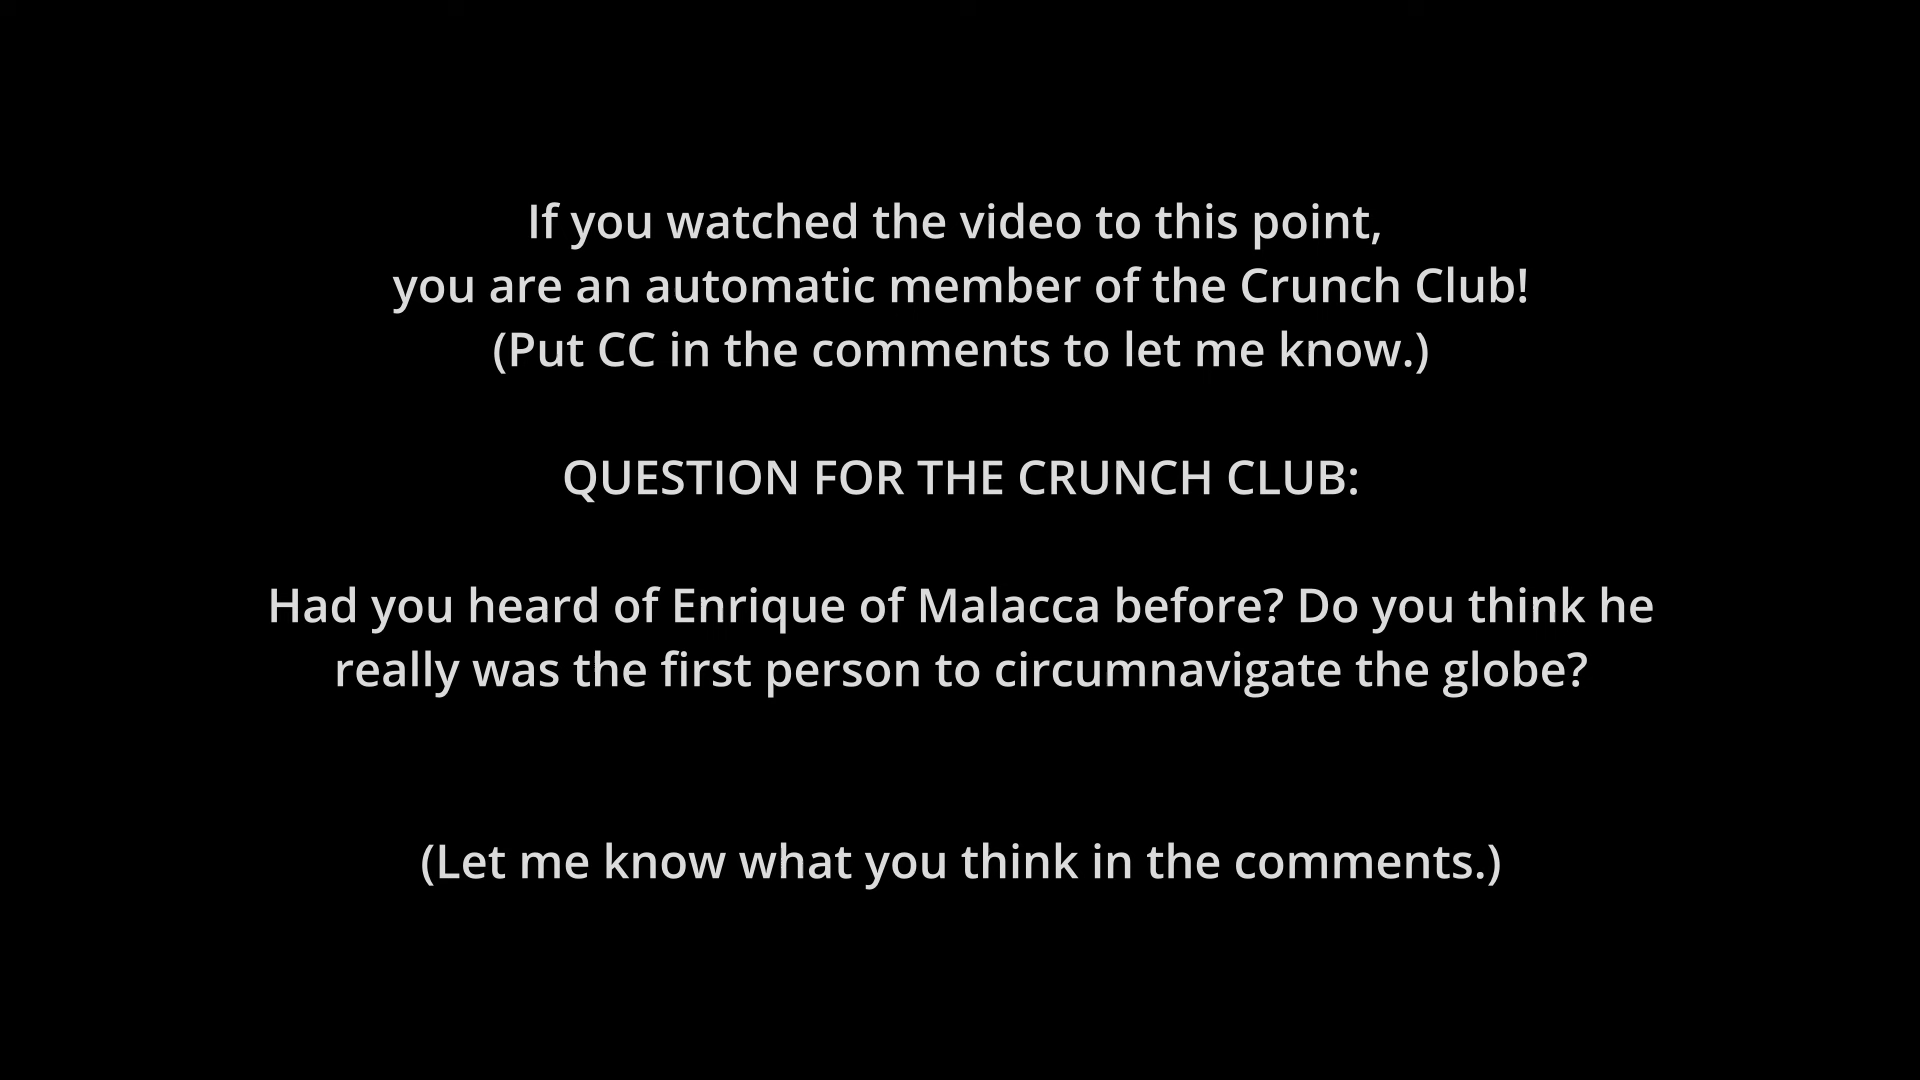 If you watched the video to this point,
you are an automatic member of the Crunch Club!
(Put CC in the comments to let me know.)
QUESTION FOR THE CRUNCH CLUB:
Had you heard of Enrique of Malacca before? Do you think he
really was the first person to circumnavigate the globe?
(Let me know what you think in the comments.)